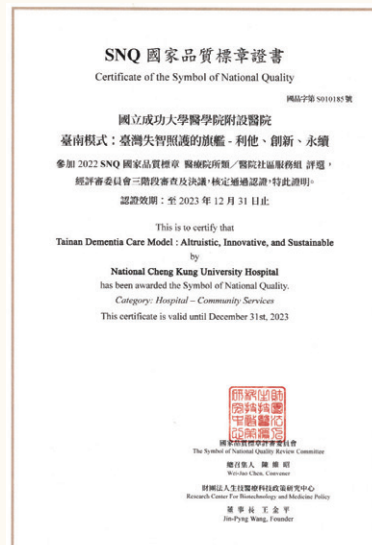 SNQ 國家品質標章證書
Certificate of the Symbol of National Quality
國品字第 S010185 號
國立成功大學醫學院附設醫院
臺南模式：臺灣失智照護的旗艦 - 利他、創新、永續
參加 2022 SNQ 國家品質標章 醫療院所類／醫院社區服務組 評選，
經評審委員會三階段審查及決議，核定通過認證，特此證明。
認證效期：至 2023 年 12 月 31 日止
This is to certify that
Tainan Dementia Care Model : Altruistic, Innovative, and Sustainable
by
National Cheng Kung University Hospital
has been awarded the Symbol of National Quality.
Category: Hospital – Community Services
This certificate is valid until December 31st, 2023
國家品質標章評審委員會
The Symbol of National Quality Review Committee
總召集人 陳維昭
Wei-Jao Chen, Convener
財團法人生技醫療科技政策研究中心
Research Center For Biotechnology and Medicine Policy
董事長 王金平
Jin-Pyng Wang, Founder